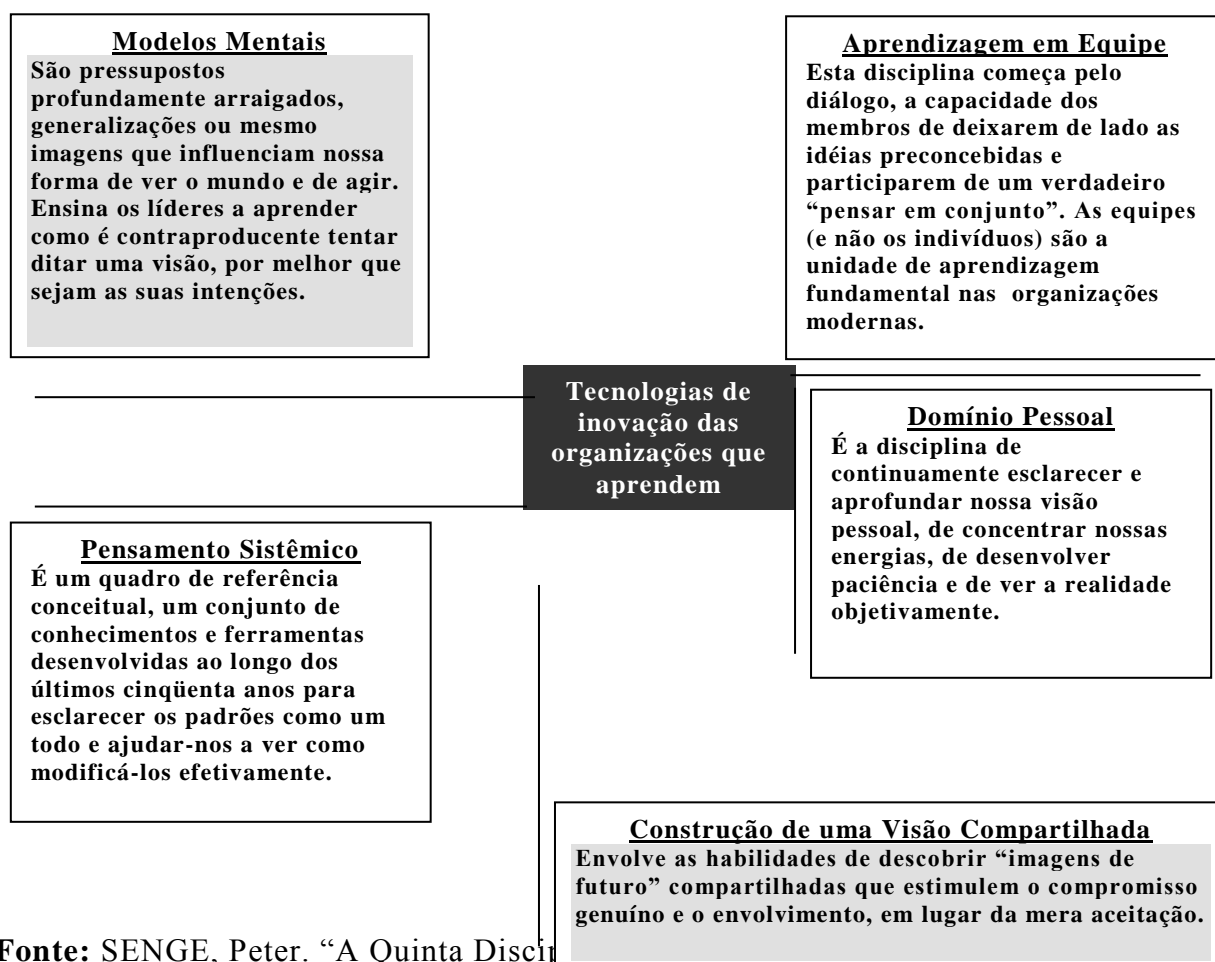 Modelos Mentais
São pressupostos
profundamente arraigados,
generalizações ou mesmo
imagens que influenciam nossa
forma de ver o mundo e de agir.
Ensina os líderes a aprender
como é contraproducente tentar
ditar uma visão, por melhor que
sejam as suas intenções.
Aprendizagem em Equipe
Esta disciplina começa pelo
diálogo, a capacidade dos
membros de deixarem de lado as
idéias preconcebidas e
participarem de um verdadeiro
“pensar em conjunto”. As equipes
(e não os indivíduos) são a
unidade de aprendizagem
fundamental nas organizações
modernas.
Tecnologias de
inovação das
organizações que
aprendem
Domínio Pessoal
É a disciplina de
continuamente esclarecer e
aprofundar nossa visão
pessoal, de concentrar nossas
energias, de desenvolver
paciência e de ver a realidade
objetivamente.
Pensamento Sistêmico
É um quadro de referência
conceitual, um conjunto de
conhecimentos e ferramentas
desenvolvidas ao longo dos
últimos cinqüenta anos para
esclarecer os padrões como um
todo e ajudar-nos a ver como
modificá-los efetivamente.
Construção de uma Visão Compartilhada
Envolve as habilidades de descobrir “imagens de
futuro” compartilhadas que estimulem o compromisso
genuíno e o envolvimento, em lugar da mera aceitação.
Fonte: SENGE, Peter. “A Quinta